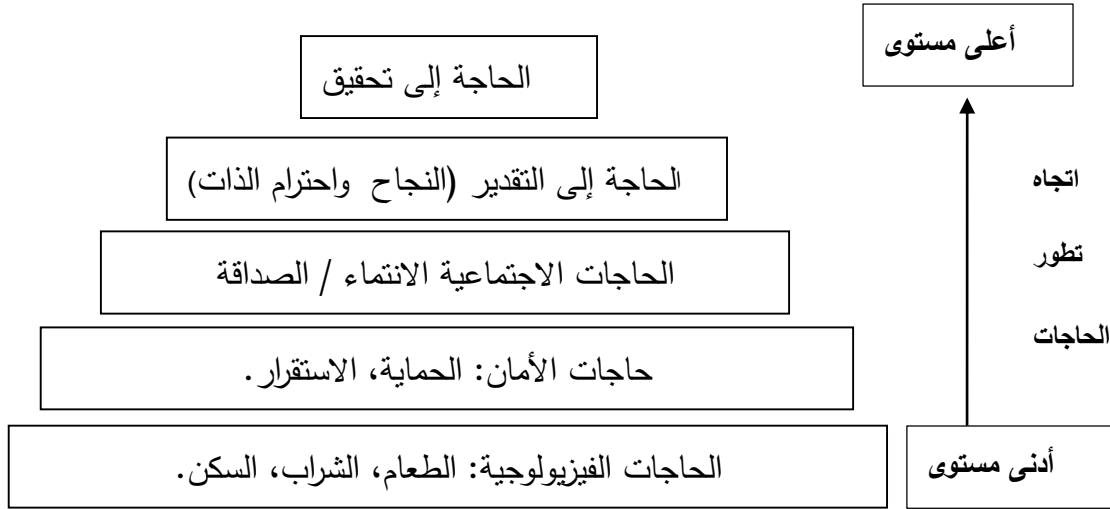 أعلى مستوى
الحاجة إلى تحقيق
الحاجة إلى التقدير (النجاح واحترام الذات)
اتجاه
تطور
الحاجات الاجتماعية الانتماء / الصداقة
الحاجات
حاجات الأمان: الحماية، الاستقرار.
أدنى مستوى
الحاجات الفيزيولوجية: الطعام، الشراب، السكن.